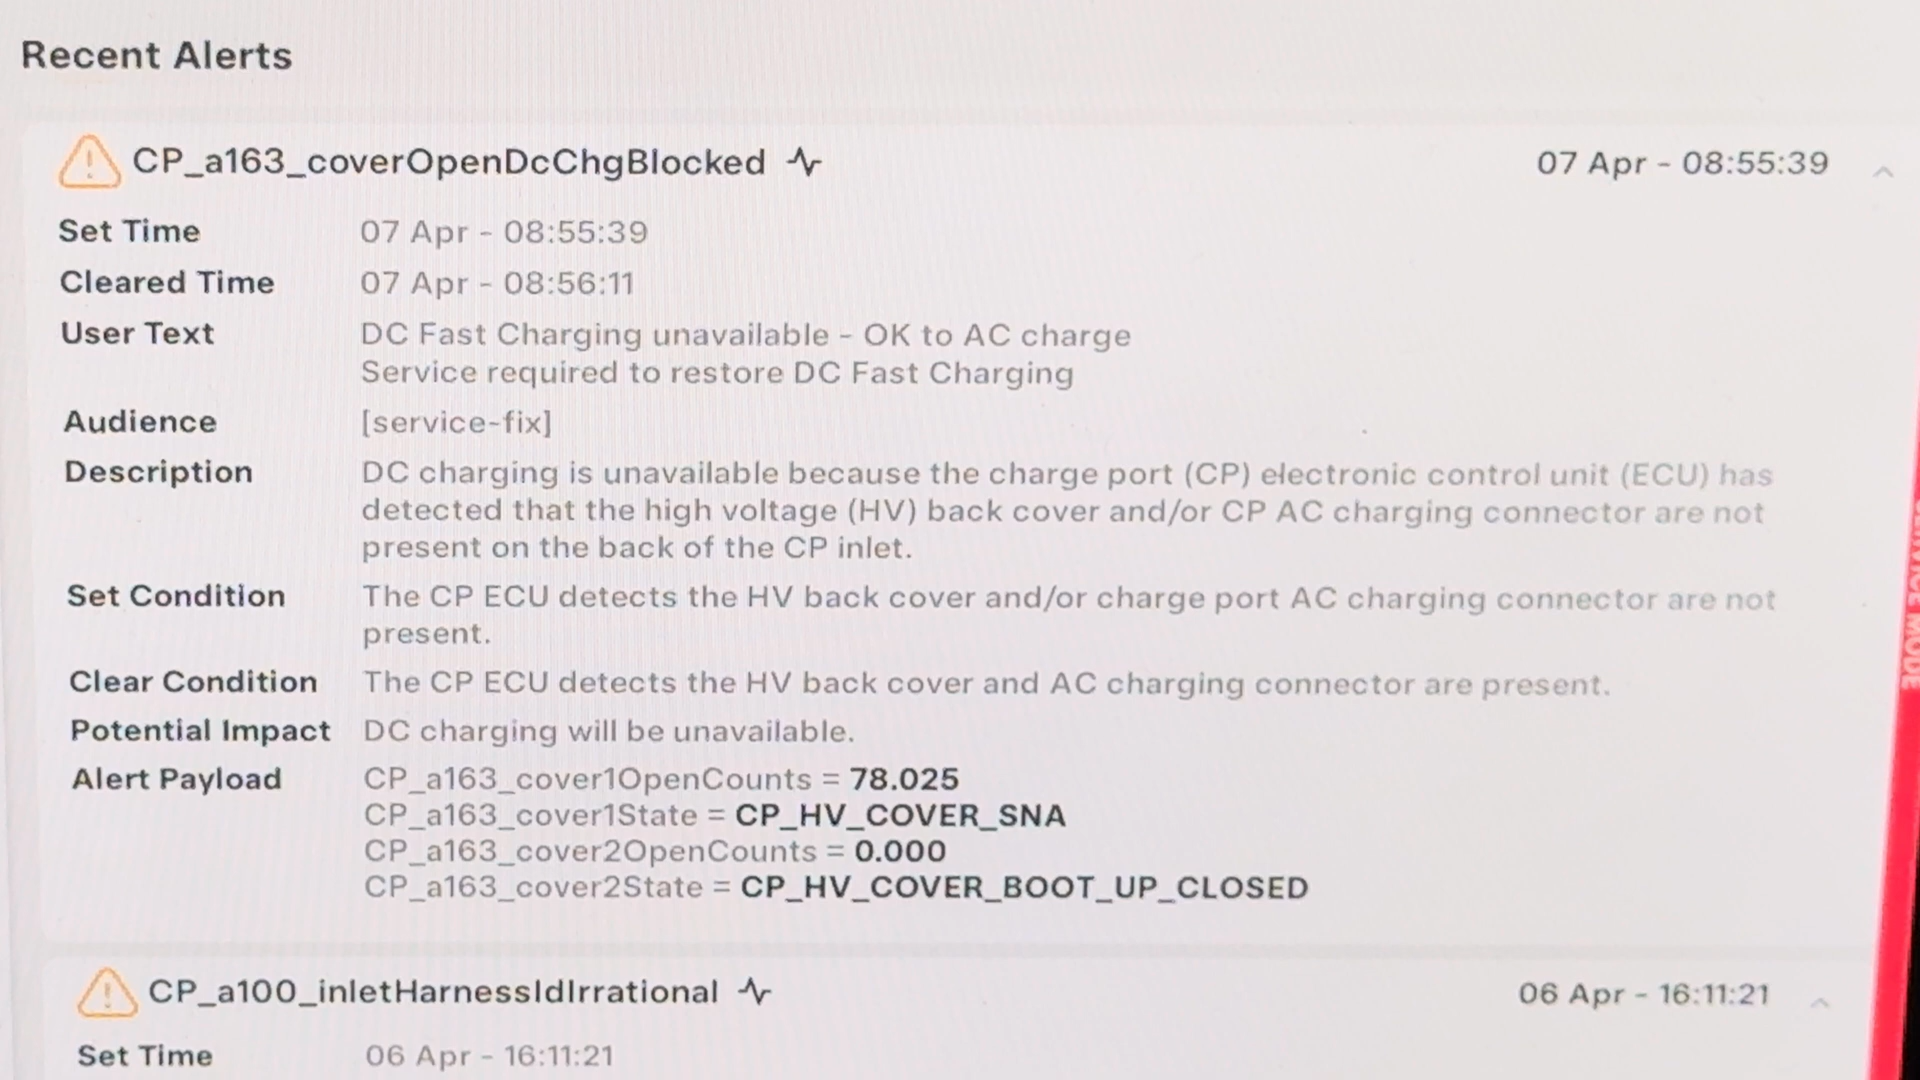 Recent Alerts
CP_a163_coverOpenDcChgBlocked 07 Apr - 08:55:39
Set Time 07 Apr - 08:55:39
Cleared Time 07 Apr - 08:56:11
User Text DC Fast Charging unavailable - OK to AC charge
Service required to restore DC Fast Charging
Audience [service-fix]
Description DC charging is unavailable because the charge port (CP) electronic control unit (ECU) has
detected that the high voltage (HV) back cover and/or CP AC charging connector are not
present on the back of the CP inlet.
Set Condition The CP ECU detects the HV back cover and/or charge port AC charging connector are not
present.
Clear Condition The CP ECU detects the HV back cover and AC charging connector are present.
Potential Impact DC charging will be unavailable.
Alert Payload CP_a163_cover1OpenCounts = 78.025
CP_a163_cover1State = CP_HV_COVER_SNA
CP_a163_cover2OpenCounts = 0.000
CP_a163_cover2State = CP_HV_COVER_BOOT_UP_CLOSED
CP_a100_inletHarnessIdIrrational 06 Apr - 16:11:21
Set Time 06 Apr - 16:11:21
SERVICE MODE